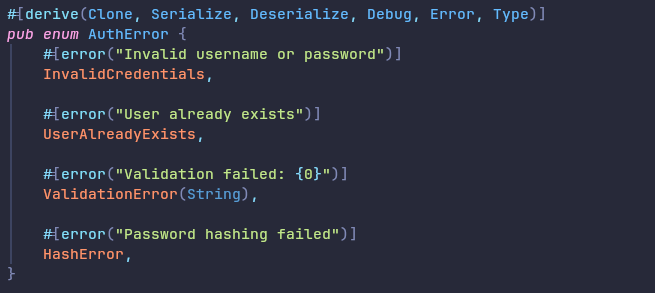 #[derive(Clone, Serialize, Deserialize, Debug, Error, Type)]
pub enum AuthError {
    #[error("Invalid username or password")]
    InvalidCredentials,

    #[error("User already exists")]
    UserAlreadyExists,

    #[error("Validation failed: {0}")]
    ValidationError(String),

    #[error("Password hashing failed")]
    HashError,
}